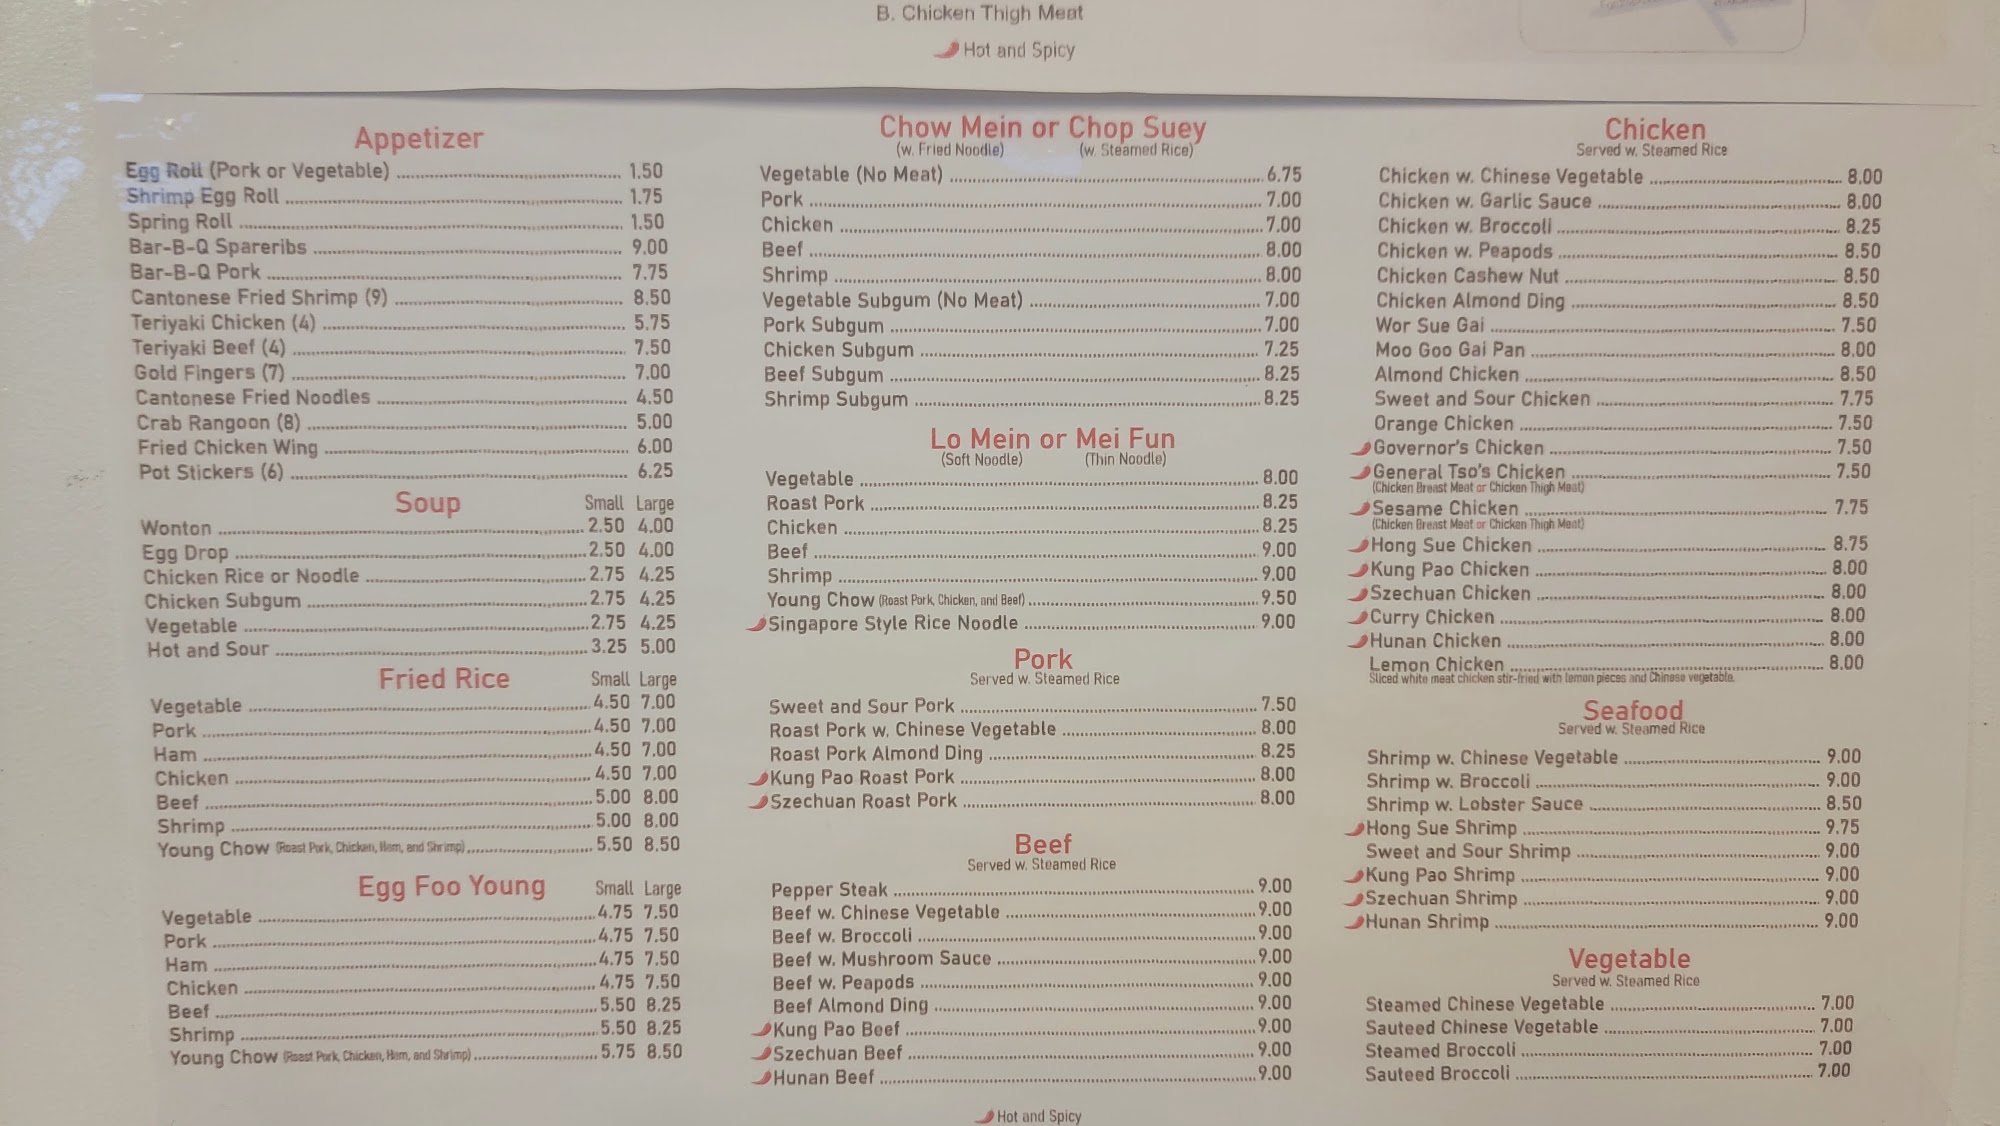 B. Chicken Thigh Meat
Hot and Spicy
Appetizer
Egg Roll (Pork or Vegetable) 1.50
Shrimp Egg Roll 1.75
Spring Roll 1.50
Bar-B-Q Spareribs 9.00
Bar-B-Q Pork 7.75
Cantonese Fried Shrimp (9) 8.50
Teriyaki Chicken (4) 5.75
Teriyaki Beef (4) 7.50
Gold Fingers (7) 7.00
Cantonese Fried Noodles 4.50
Crab Rangoon (8) 5.00
Fried Chicken Wing 6.00
Pot Stickers (6) 6.25
Soup Small Large
Wonton 2.50 4.00
Egg Drop 2.50 4.00
Chicken Rice or Noodle 2.75 4.25
Chicken Subgum 2.75 4.25
Vegetable 2.75 4.25
Hot and Sour 3.25 5.00
Fried Rice Small Large
Vegetable 4.50 7.00
Pork 4.50 7.00
Ham 4.50 7.00
Chicken 4.50 7.00
Beef 5.00 8.00
Shrimp 5.00 8.00
Young Chow (Roast Pork, Chicken, Ham, and Shrimp) 5.50 8.50
Egg Foo Young Small Large
Vegetable 4.75 7.50
Pork 4.75 7.50
Ham 4.75 7.50
Chicken 4.75 7.50
Beef 5.50 8.25
Shrimp 5.50 8.25
Young Chow (Roast Pork, Chicken, Ham, and Shrimp) 5.75 8.50
Chow Mein or Chop Suey
(w. Fried Noodle) (w. Steamed Rice)
Vegetable (No Meat) 6.75
Pork 7.00
Chicken 7.00
Beef 8.00
Shrimp 8.00
Vegetable Subgum (No Meat) 7.00
Pork Subgum 7.00
Chicken Subgum 7.25
Beef Subgum 8.25
Shrimp Subgum 8.25
Lo Mein or Mei Fun
(Soft Noodle) (Thin Noodle)
Vegetable 8.00
Roast Pork 8.25
Chicken 8.25
Beef 9.00
Shrimp 9.00
Young Chow (Roast Pork, Chicken, and Beef) 9.50
Singapore Style Rice Noodle 9.00
Pork
Served w. Steamed Rice
Sweet and Sour Pork 7.50
Roast Pork w. Chinese Vegetable 8.00
Roast Pork Almond Ding 8.25
Kung Pao Roast Pork 8.00
Szechuan Roast Pork 8.00
Beef
Served w. Steamed Rice
Pepper Steak 9.00
Beef w. Chinese Vegetable 9.00
Beef w. Broccoli 9.00
Beef w. Mushroom Sauce 9.00
Beef w. Peapods 9.00
Beef Almond Ding 9.00
Kung Pao Beef 9.00
Szechuan Beef 9.00
Hunan Beef 9.00
Hot and Spicy
Chicken
Served w. Steamed Rice
Chicken w. Chinese Vegetable 8.00
Chicken w. Garlic Sauce 8.00
Chicken w. Broccoli 8.25
Chicken w. Peapods 8.50
Chicken Cashew Nut 8.50
Chicken Almond Ding 8.50
Wor Sue Gai 7.50
Moo Goo Gai Pan 8.00
Almond Chicken 8.50
Sweet and Sour Chicken 7.75
Orange Chicken 7.50
Governor's Chicken 7.50
General Tso's Chicken 7.50
(Chicken Breast Meat or Chicken Thigh Meat)
Sesame Chicken 7.75
(Chicken Breast Meat or Chicken Thigh Meat)
Hong Sue Chicken 8.75
Kung Pao Chicken 8.00
Szechuan Chicken 8.00
Curry Chicken 8.00
Hunan Chicken 8.00
Lemon Chicken 8.00
Sliced white meat chicken stir-fried with lemon pieces and Chinese vegetable.
Seafood
Served w. Steamed Rice
Shrimp w. Chinese Vegetable 9.00
Shrimp w. Broccoli 9.00
Shrimp w. Lobster Sauce 8.50
Hong Sue Shrimp 9.75
Sweet and Sour Shrimp 9.00
Kung Pao Shrimp 9.00
Szechuan Shrimp 9.00
Hunan Shrimp 9.00
Vegetable
Served w. Steamed Rice
Steamed Chinese Vegetable 7.00
Sauteed Chinese Vegetable 7.00
Steamed Broccoli 7.00
Sauteed Broccoli 7.00